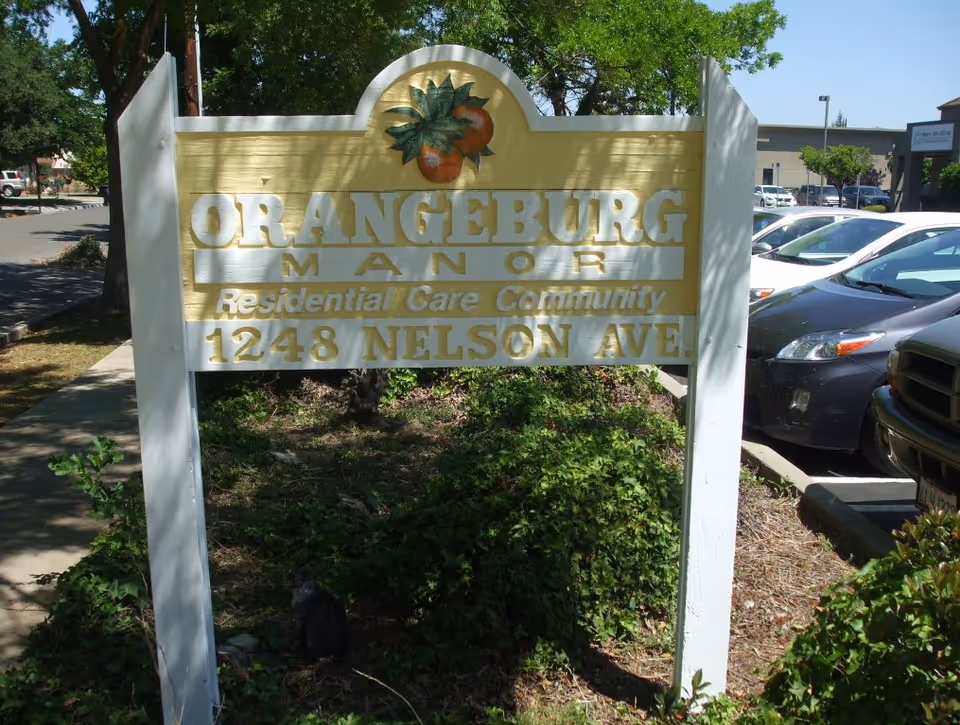 ORANGEBURG
MANOR
Residential Care Community
1248 NELSON AVE.